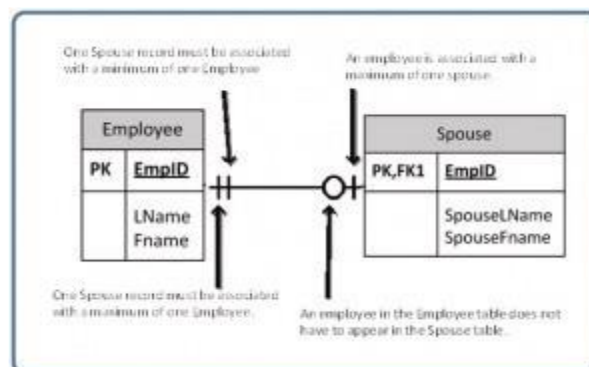 One Spouse record must be associated
with a minimum of one Employee
An employee is associated with a
maximum of one spouse
Employee
PK EmpID
LName
Fname
Spouse
PK,FK1 EmpID
SpouseLName
SpouseFname
One Spouse record must be associated
with a maximum of one Employee.
An employee in the Employee table does not
have to appear in the Spouse table.